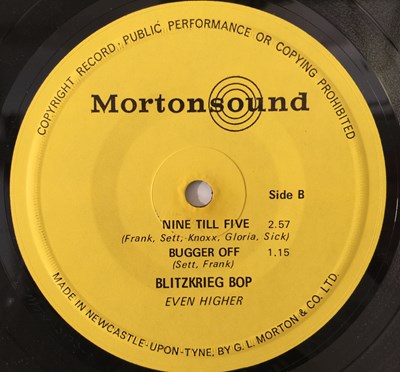 COPYRIGHT RECORD: PUBLIC PERFORMANCE OR COPYING PROHIBITED
Mortonsound
Side B
NINE TILL FIVE 2.57
(Frank, Sett, Knoxx, Gloria, Sick)
BUGGER OFF 1.15
(Sett, Frank)
BLITZKRIEG BOP
EVEN HIGHER
MADE IN NEWCASTLE-UPON-TYNE, BY G. L. MORTON & CO. LTD.